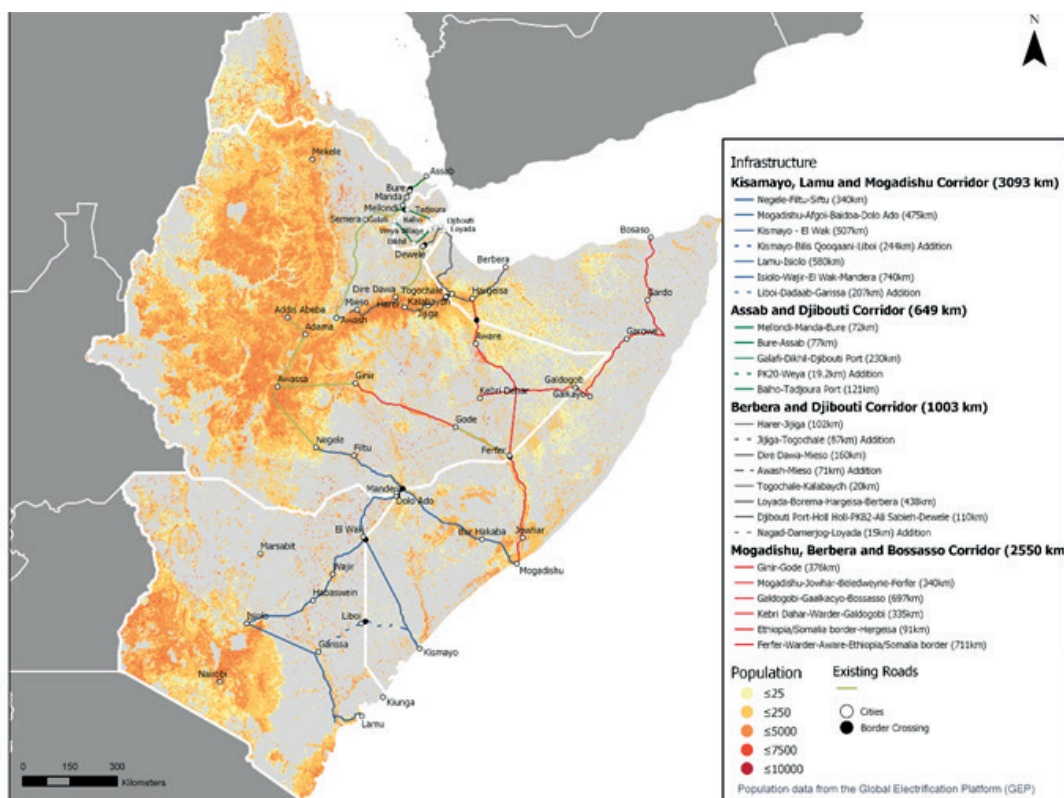 N
Mekele
Assab
Bure
Manda
Mellondi
Tadjoura
Semera
Galafi
Balho
Djibouti
Weya Village
Loyada
Dikhil
Dewele
Bosaso
Berbera
Dire Dawa
Togochale
Hargeisa
Gardo
Mieso
Harer
Kalabaydh
Jijiga
Addis Abeba
Awash
Adama
Aware
Garowe
Awassa
Ginir
Kebri Dehar
Galdogob
Galkayo
Gode
Negele
Filtu
Ferfer
Mandera
Dolo Ado
El Wak
Bur Hakaba
Jowhar
Marsabit
Mogadishu
Wajir
Habaswein
Isiolo
Liboi
Garissa
Kismayo
Nairobi
Kiunga
Lamu
0 150 300
Kilometers
Infrastructure
Kisamayo, Lamu and Mogadishu Corridor (3093 km)
Negele-Filtu-Siftu (340km)
Mogadishu-Afgoi-Baidoa-Dolo Ado (475km)
Kismayo - El Wak (507km)
Kismayo-Bilis Qooqaani-Liboi (244km) Addition
Lamu-Isiolo (580km)
Isiolo-Wajir-El Wak-Mandera (740km)
Liboi-Dadaab-Garissa (207km) Addition
Assab and Djibouti Corridor (649 km)
Mellondi-Manda-Bure (72km)
Bure-Assab (77km)
Galafi-Dikhil-Djibouti Port (230km)
PK20-Weya (19.2km) Addition
Balho-Tadjoura Port (121km)
Berbera and Djibouti Corridor (1003 km)
Harer-Jijiga (102km)
Jijiga-Togochale (87km) Addition
Dire Dawa-Mieso (160km)
Awash-Mieso (71km) Addition
Togochale-Kalabaydh (20km)
Loyada-Borema-Hargeisa-Berbera (438km)
Djibouti Port-Holl Holl-PK82-Ali Sabieh-Dewele (110km)
Nagad-Damerjog-Loyada (15km) Addition
Mogadishu, Berbera and Bossasso Corridor (2550 km
Ginir-Gode (376km)
Mogadishu-Jowhar-Beledweyne-Ferfer (340km)
Galdogobi-Gaalkacyo-Bossasso (697km)
Kebri Dahar-Warder-Galdogobi (335km)
Ethiopia/Somalia border-Hergeisa (91km)
Ferfer-Warder-Aware-Ethiopia/Somalia border (711km)
Population
≤25
≤250
≤5000
≤7500
≤10000
Existing Roads
Cities
Border Crossing
Population data from the Global Electrification Platform (GEP)